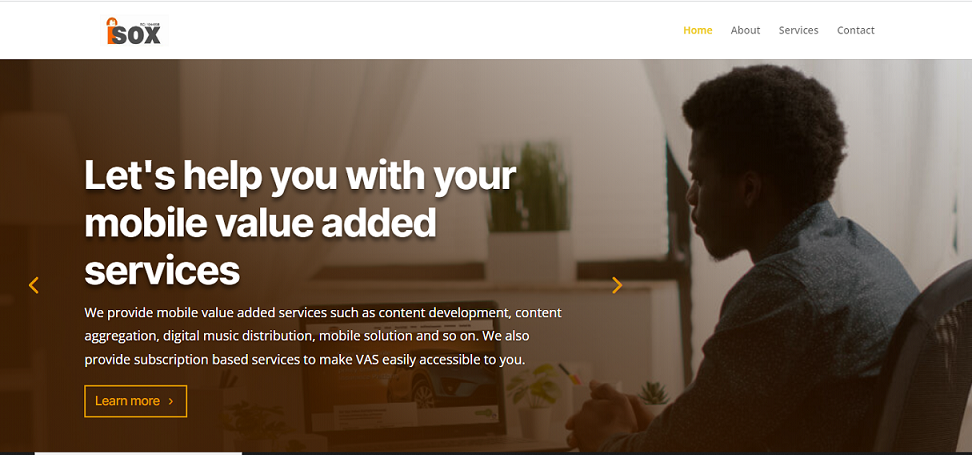 isox
Home About Services Contact
Let's help you with your
mobile value added
services
We provide mobile value added services such as content development, content
aggregation, digital music distribution, mobile solution and so on. We also
provide subscription based services to make VAS easily accessible to you.
Learn more